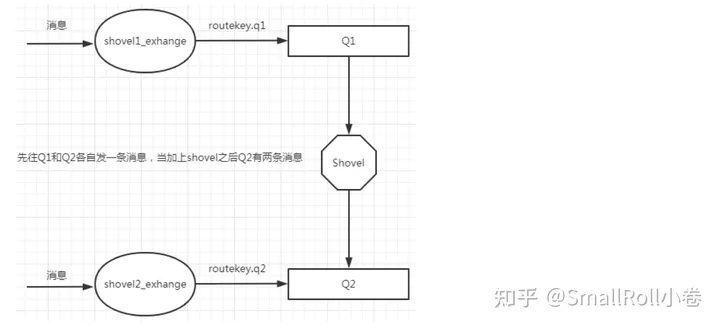 消息
shovel1_exhange
routekey.q1
Q1
先往Q1和Q2各自发一条消息，当加上shovel之后Q2有两条消息
Shovel
消息
shovel2_exhange
routekey.q2
Q2
知乎 @SmallRoll小卷